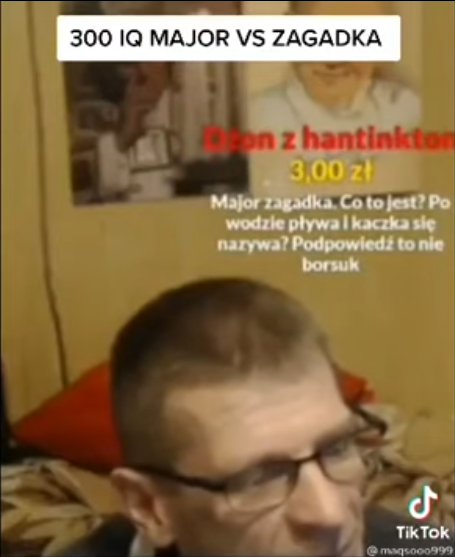 300 IQ MAJOR VS ZAGADKA
Dżon z hantinkton
3,00 zł
Major zagadka. Co to jest? Po
wodzie pływa i kaczka się
nazywa? Podpowiedź to nie
borsuk
TikTok
@maqsooo999